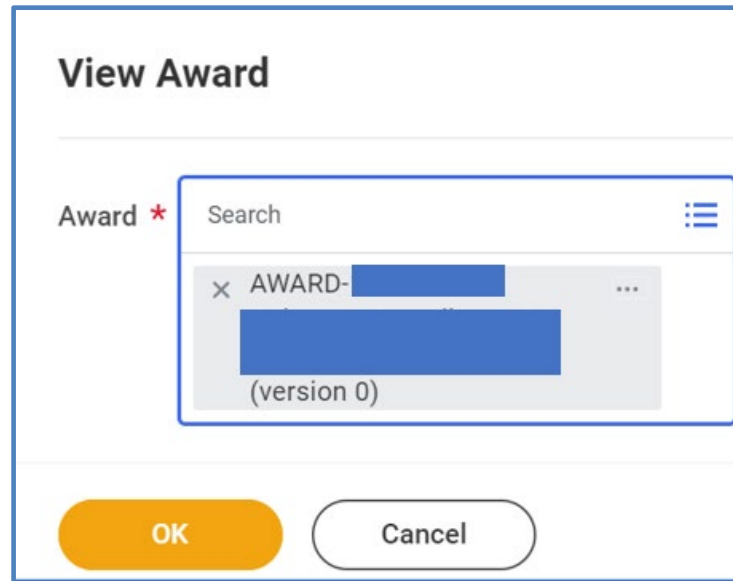 View Award
Award *
Search
AWARD-
(version 0)
OK
Cancel